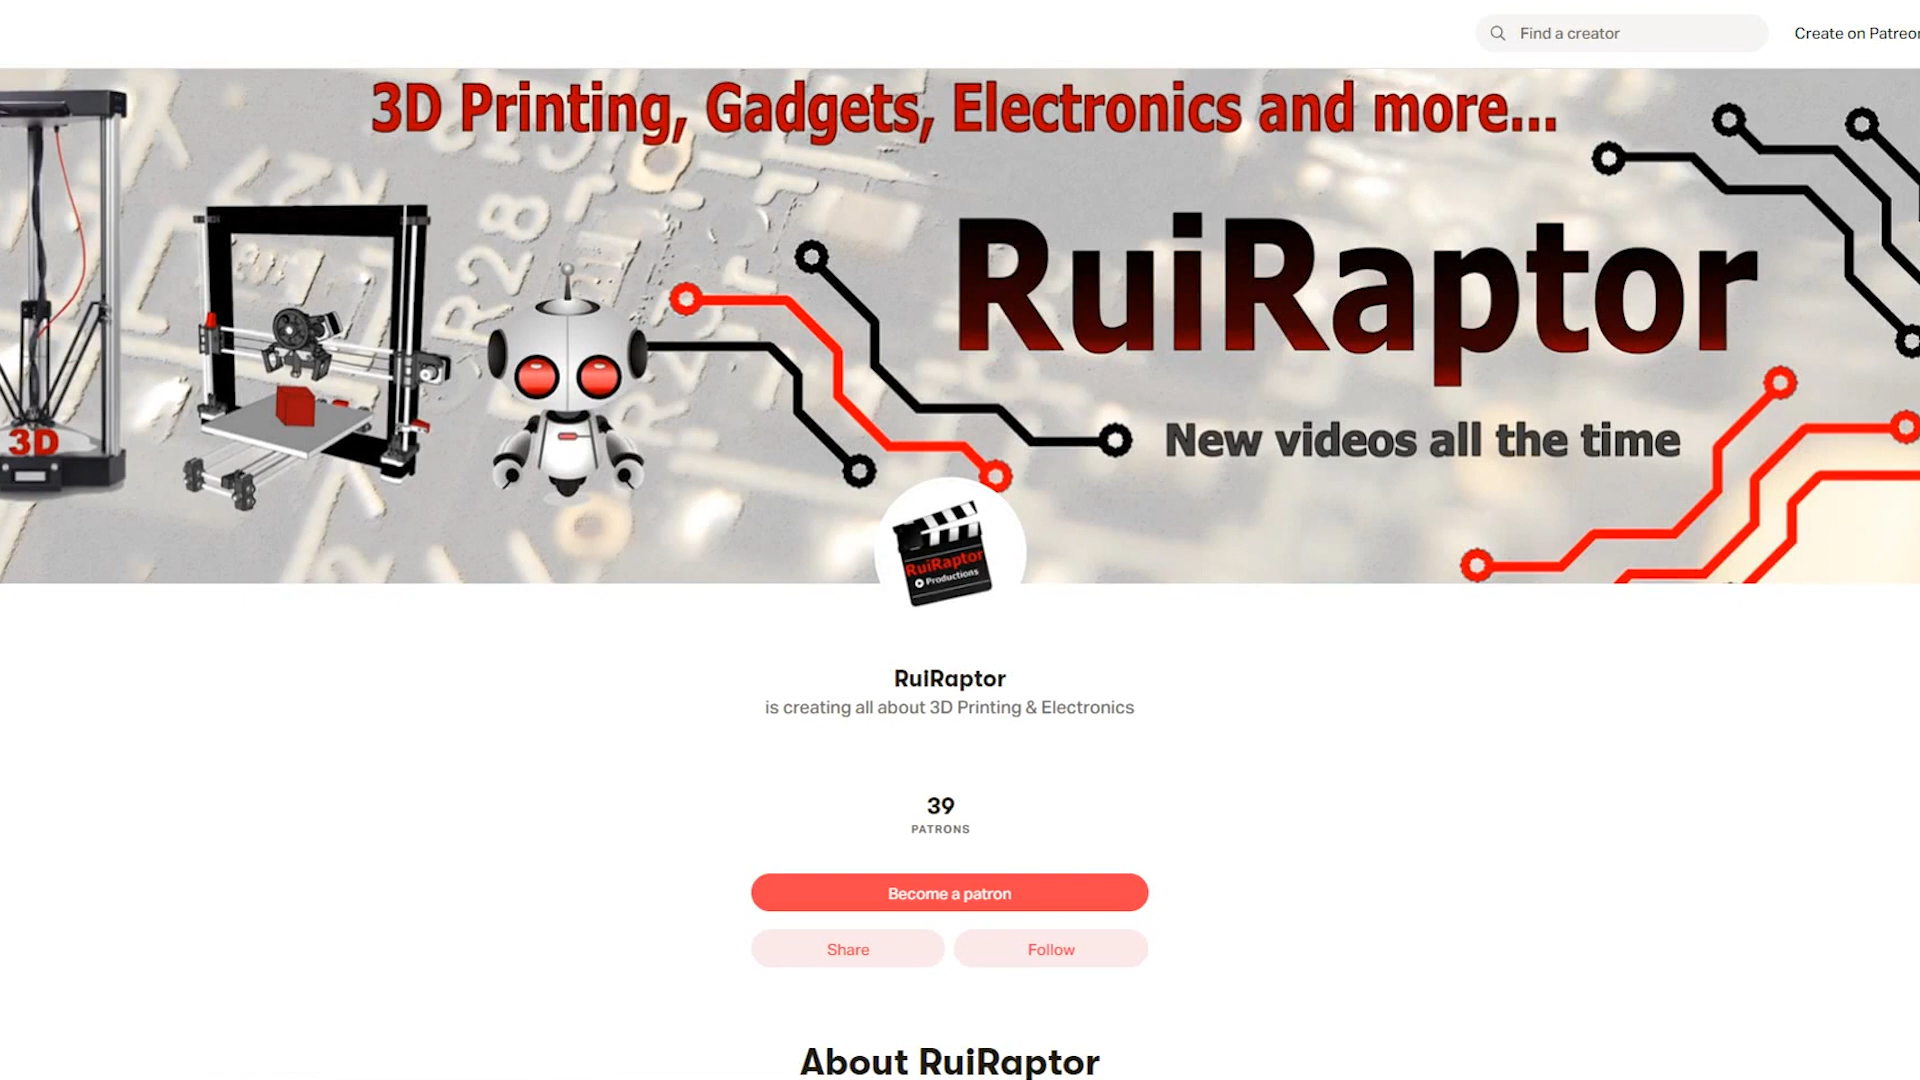 Find a creator
Create on Patreon
3D Printing, Gadgets, Electronics and more...
R28
RuiRaptor
New videos all the time
3D
RuiRaptor
Productions
RuiRaptor
is creating all about 3D Printing & Electronics
39
PATRONS
Become a patron
Share
Follow
About RuiRaptor